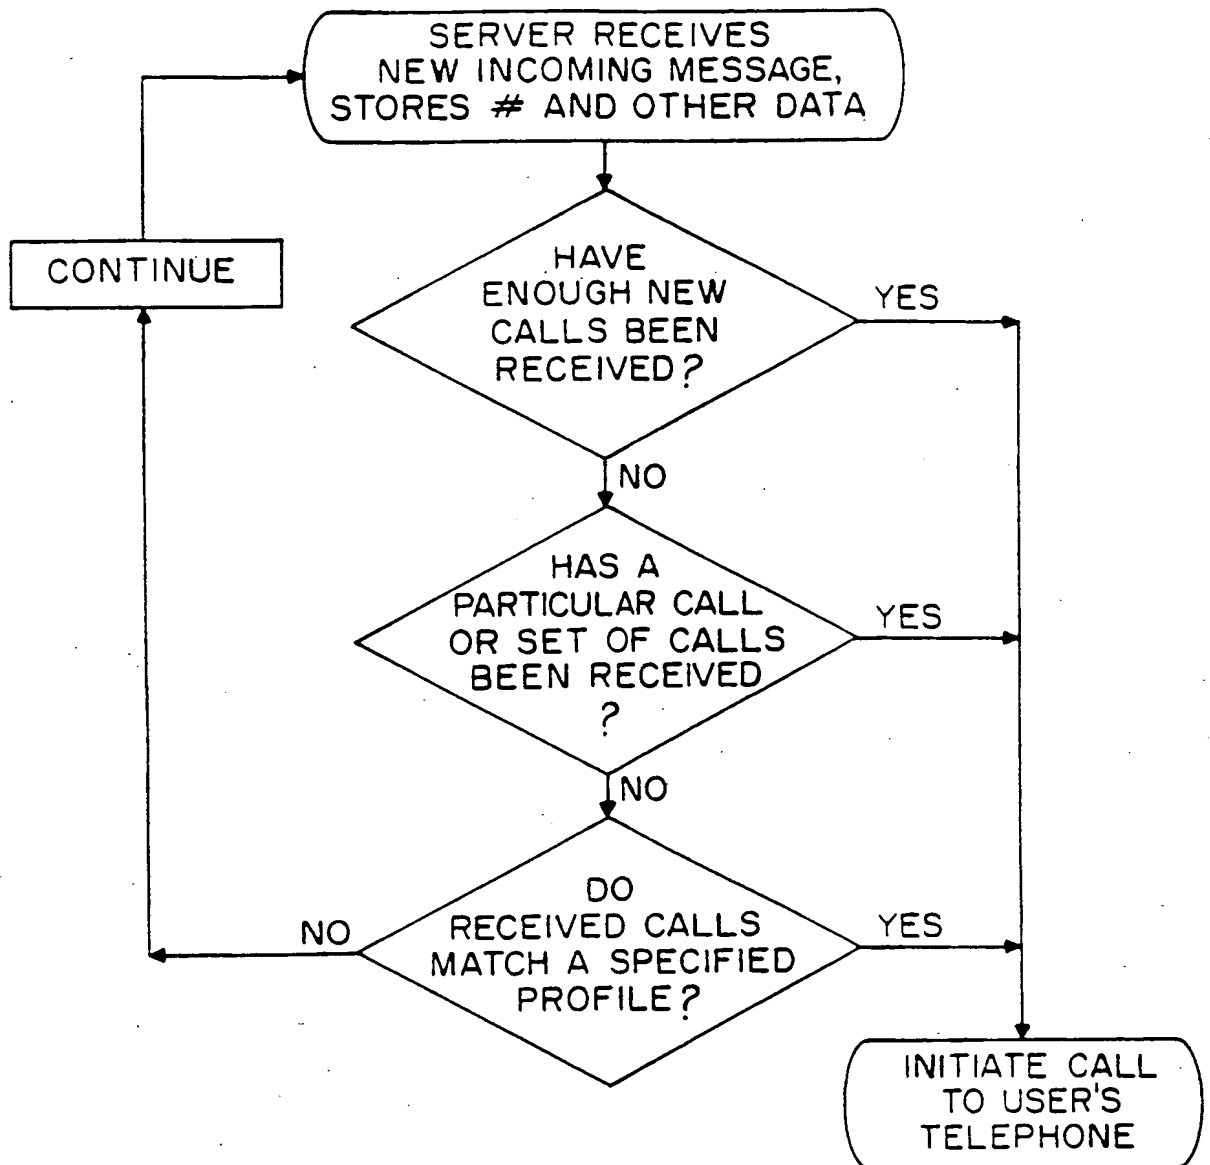 SERVER RECEIVES
NEW INCOMING MESSAGE,
STORES # AND OTHER DATA
CONTINUE
HAVE
ENOUGH NEW
CALLS BEEN
RECEIVED?
YES
NO
HAS A
PARTICULAR CALL
OR SET OF CALLS
BEEN RECEIVED
?
YES
NO
DO
RECEIVED CALLS
MATCH A SPECIFIED
PROFILE?
NO
YES
INITIATE CALL
TO USER'S
TELEPHONE